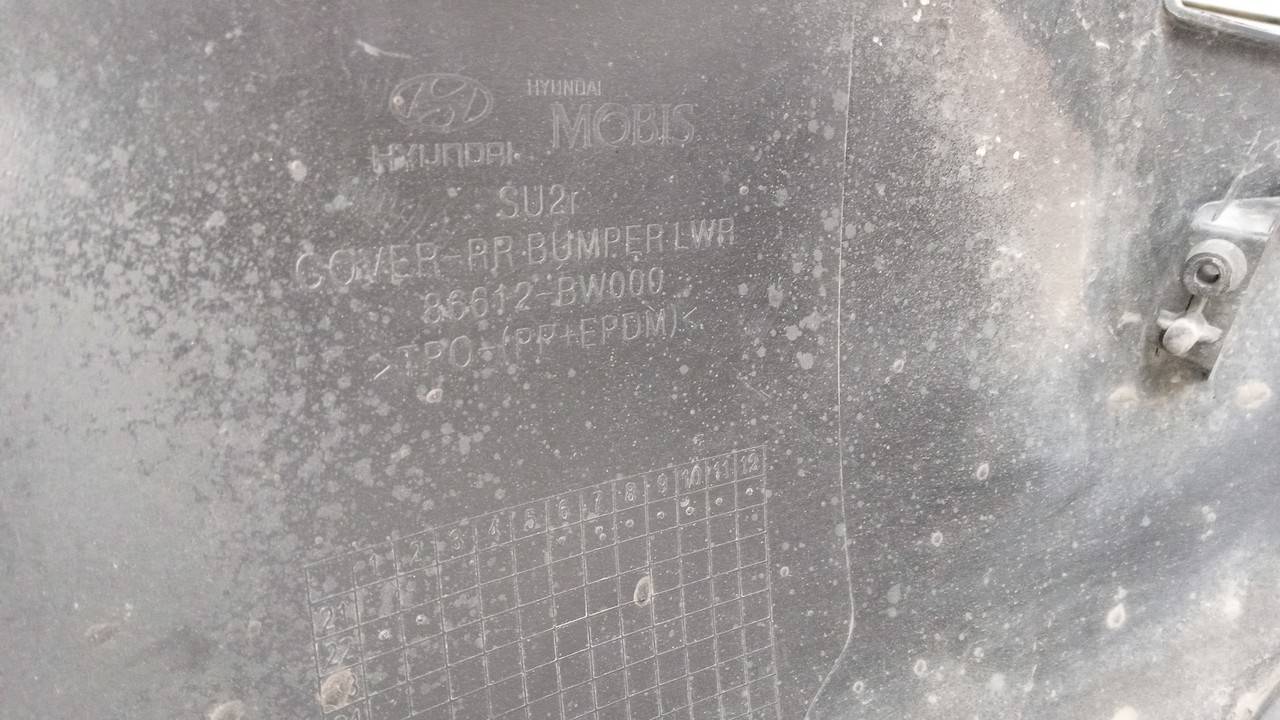 HYUNDAI
HYUNDAI
MOBIS
SU2r
COVER-RR BUMPER LWR
86612-BW000
>TPO-(PP+EPDM)<
1 2 3 4 5 6 7 8 9 10 11 12
21
22